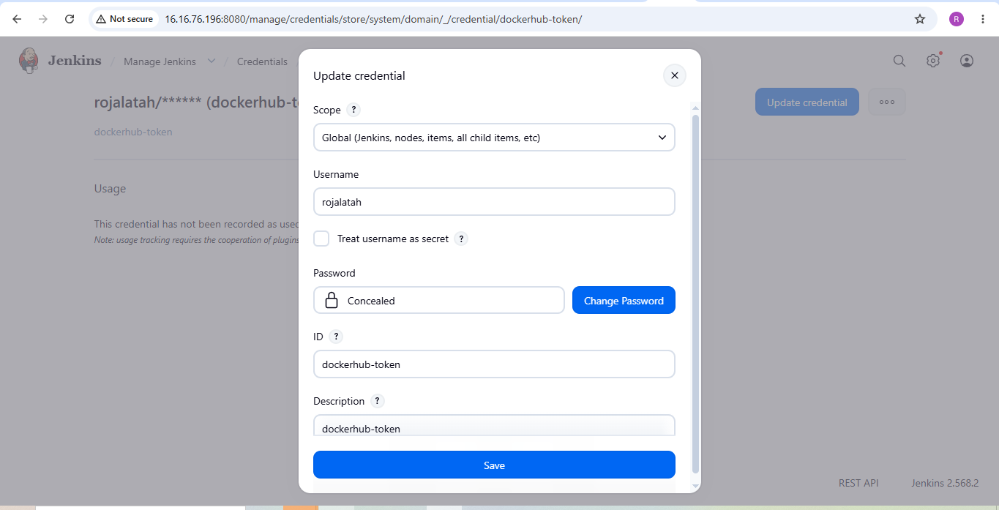 Not secure 16.16.76.196:8080/manage/credentials/store/system/domain/_/credential/dockerhub-token/
R
Jenkins / Manage Jenkins / Credentials
rojalatah/****** (dockerhub-t
Update credential
dockerhub-token
Usage
This credential has not been recorded as used
Note: usage tracking requires the cooperation of plugins
Update credential
Scope ?
Global (Jenkins, nodes, items, all child items, etc)
Username
rojalatah
Treat username as secret ?
Password
Concealed
Change Password
ID ?
dockerhub-token
Description ?
dockerhub-token
Save
REST API Jenkins 2.568.2